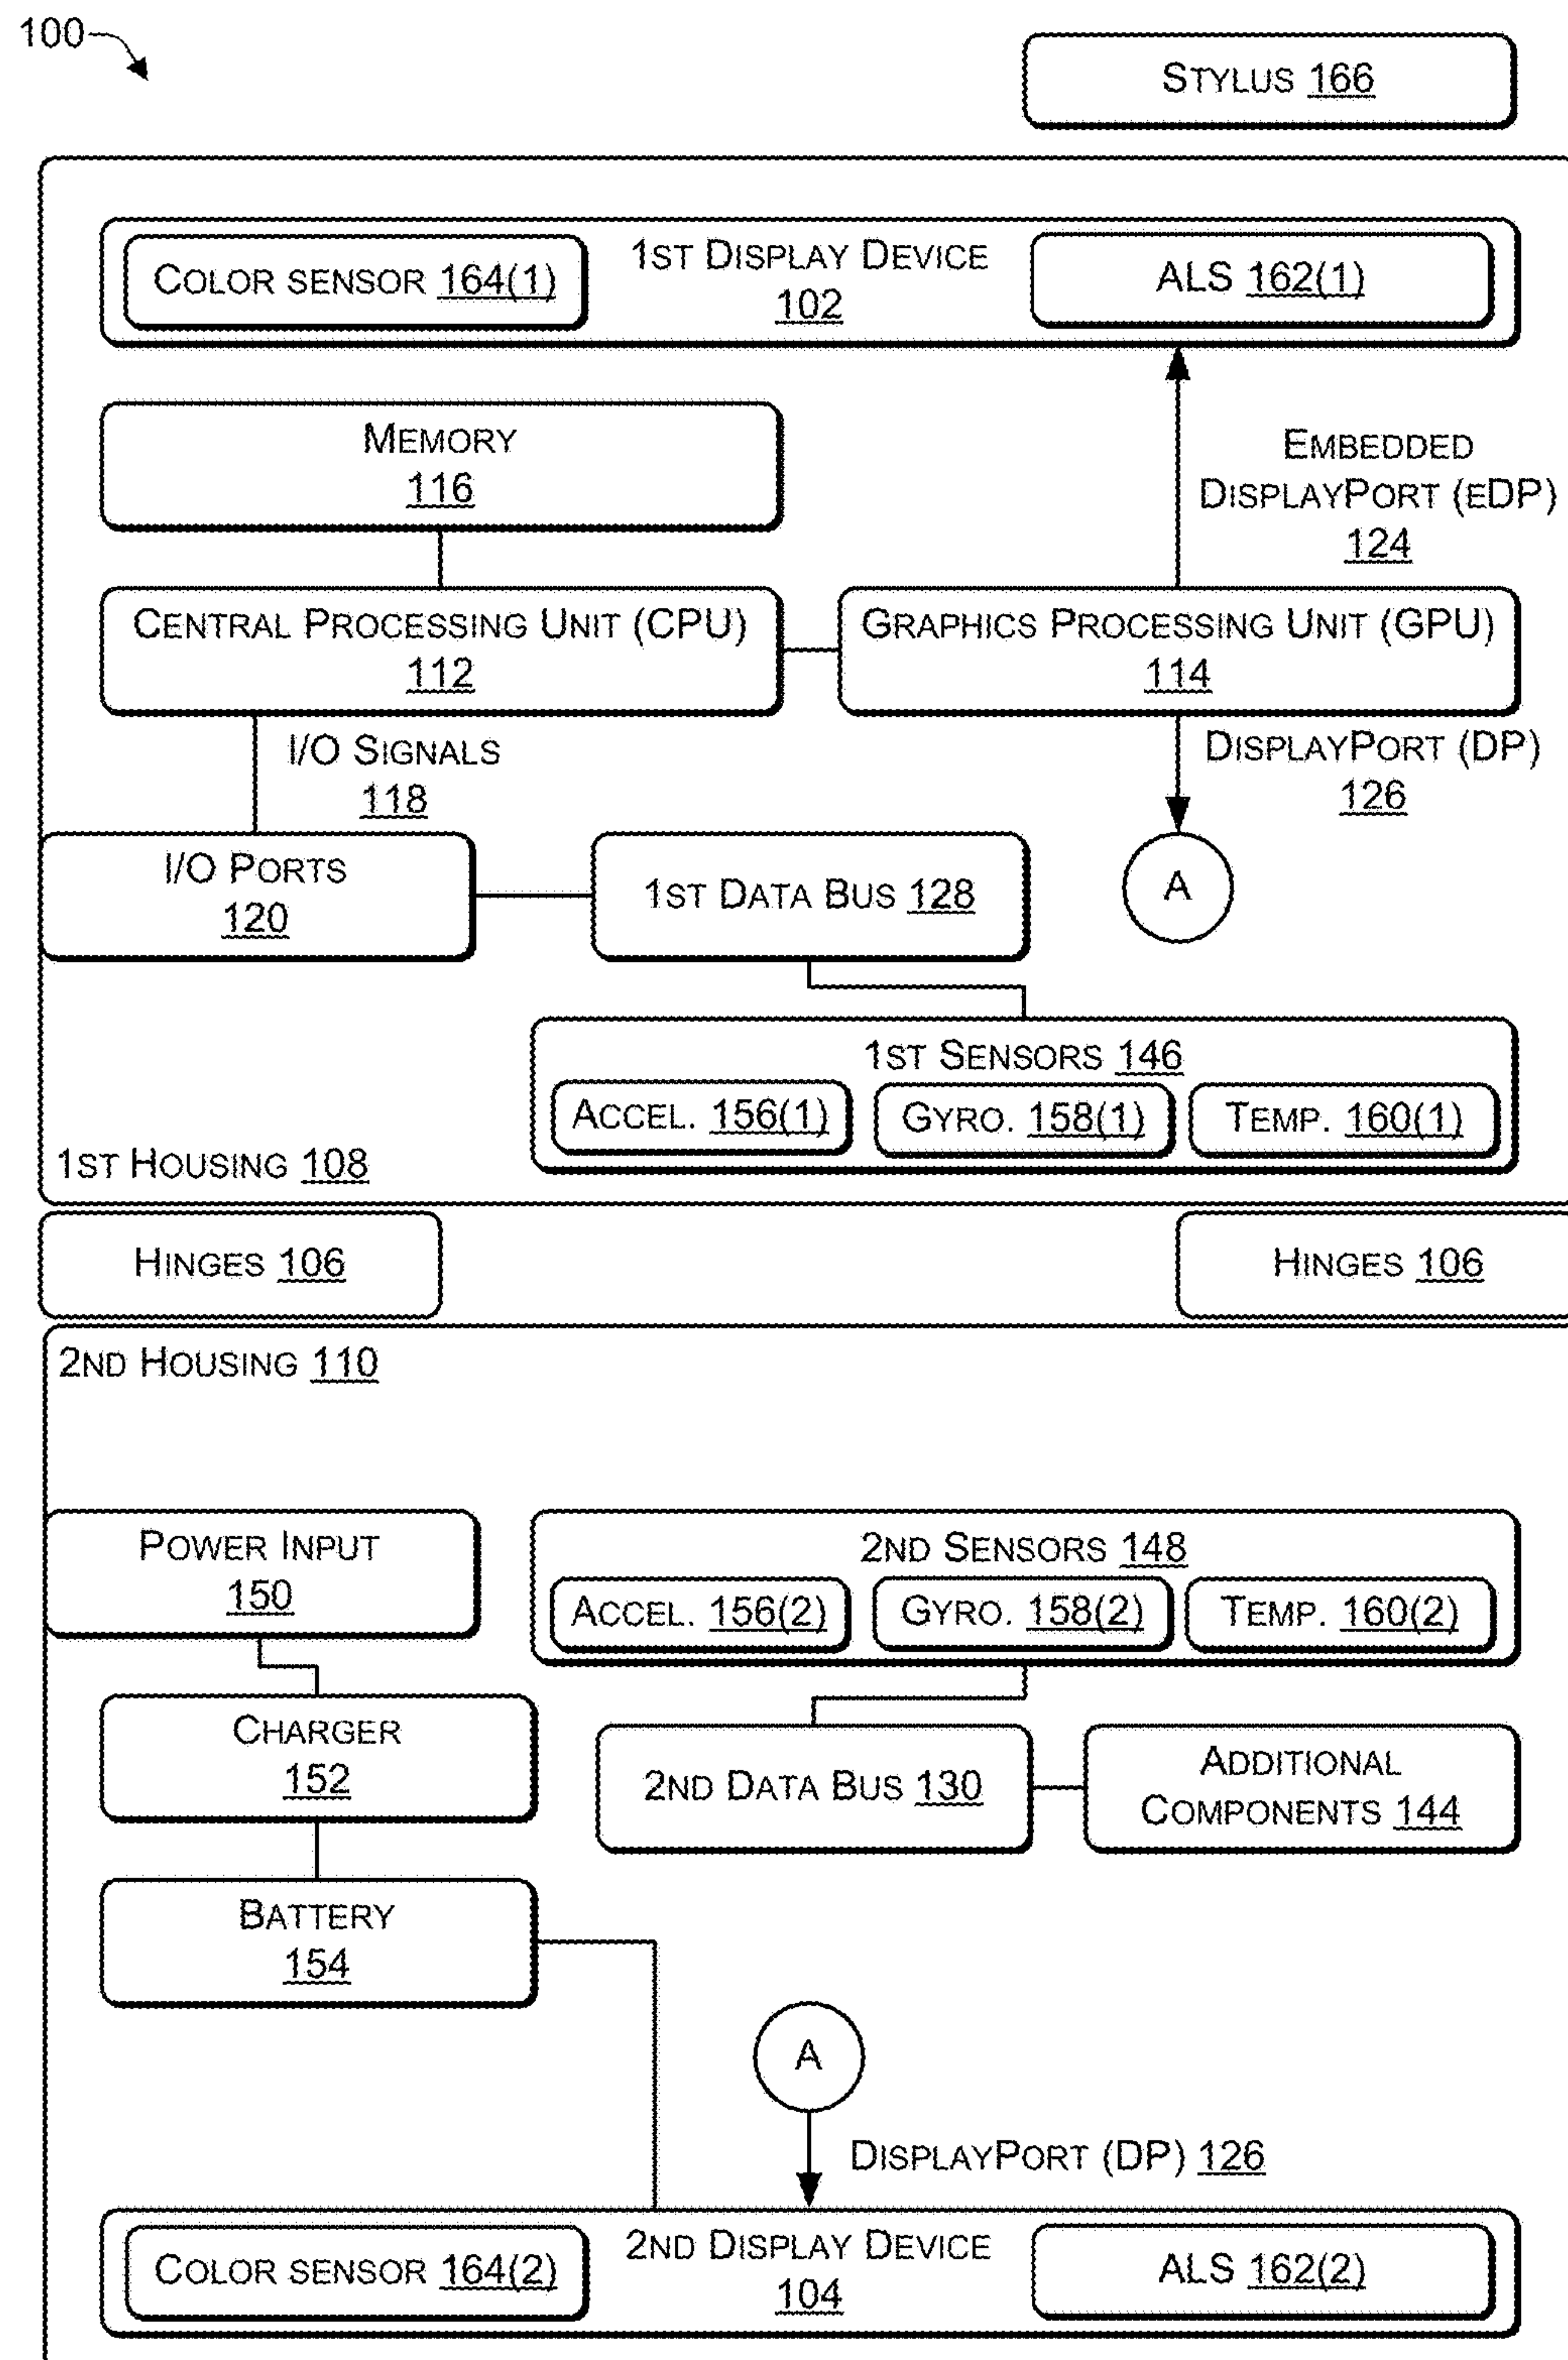 100
STYLUS 166
COLOR SENSOR 164(1)
1ST DISPLAY DEVICE
102
ALS 162(1)
MEMORY
116
EMBEDDED
DISPLAYPORT (EDP)
124
CENTRAL PROCESSING UNIT (CPU)
112
GRAPHICS PROCESSING UNIT (GPU)
114
I/O SIGNALS
118
DISPLAYPORT (DP)
126
I/O PORTS
120
1ST DATA BUS 128
A
1ST SENSORS 146
ACCEL. 156(1)
GYRO. 158(1)
TEMP. 160(1)
1ST HOUSING 108
HINGES 106
HINGES 106
2ND HOUSING 110
POWER INPUT
150
2ND SENSORS 148
ACCEL. 156(2)
GYRO. 158(2)
TEMP. 160(2)
CHARGER
152
2ND DATA BUS 130
ADDITIONAL
COMPONENTS 144
BATTERY
154
A
DISPLAYPORT (DP) 126
COLOR SENSOR 164(2)
2ND DISPLAY DEVICE
104
ALS 162(2)